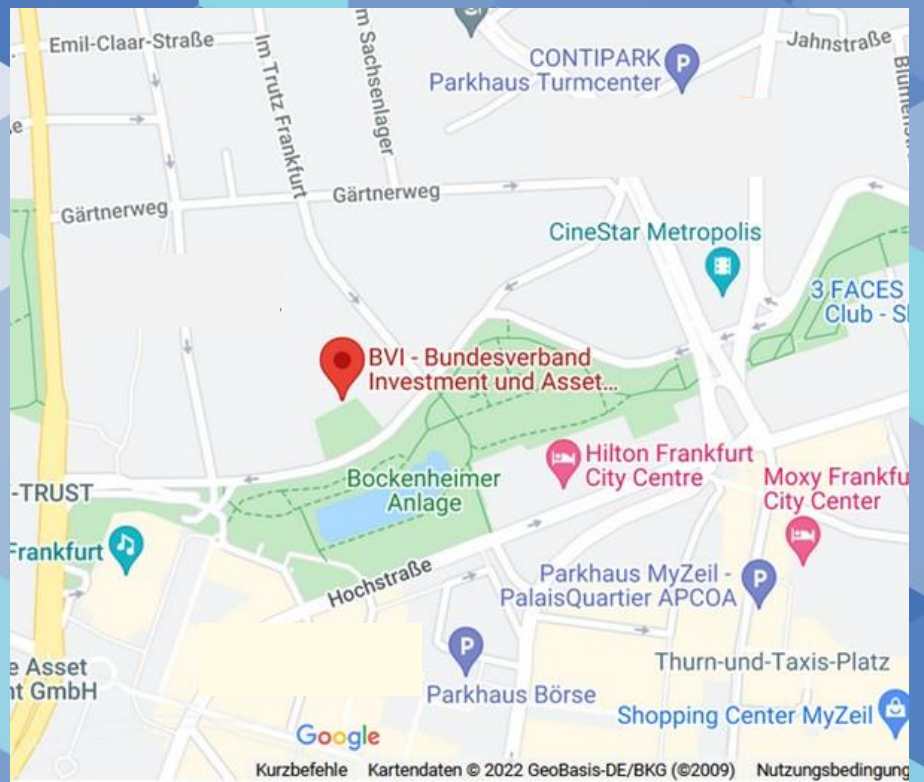 Emil-Claar-Straße
Im Trutz Frankfurt
m Sachsenlager
CONTIPARK
Parkhaus Turmcenter
Jahnstraße
Blumenstr
e
Gärtnerweg
Gärtnerweg
CineStar Metropolis
3 FACES
Club - S
BVI - Bundesverband
Investment und Asset...
Bockenheimer
Anlage
Hilton Frankfurt
City Centre
Moxy Frankfu
City Center
-TRUST
Frankfurt
Hochstraße
Parkhaus MyZeil -
PalaisQuartier APCOA
e Asset
nt GmbH
Parkhaus Börse
Thurn-und-Taxis-Platz
Shopping Center MyZeil
Google
Kurzbefehle Kartendaten © 2022 GeoBasis-DE/BKG (©2009) Nutzungsbedingung